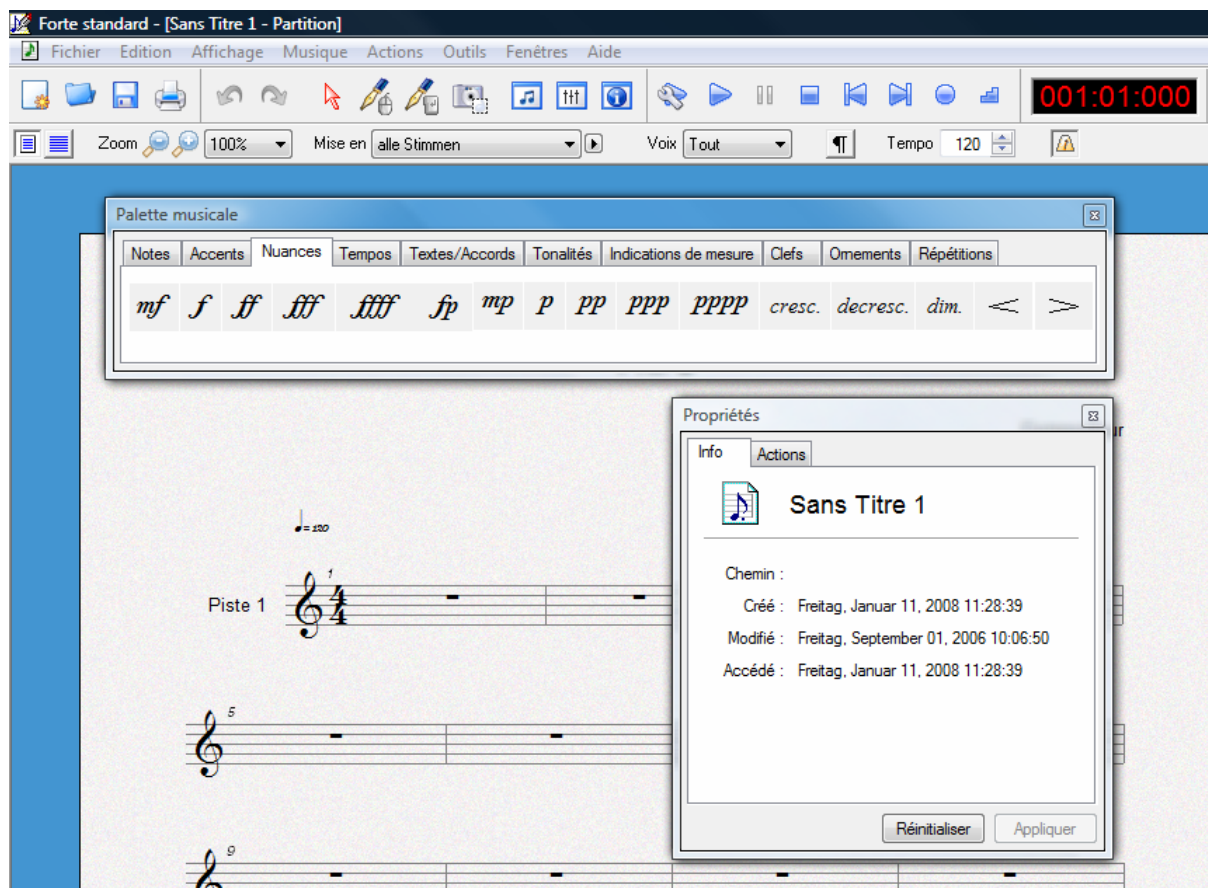 Forte standard - [Sans Titre 1 - Partition]
Fichier Edition Affichage Musique Actions Outils Fenêtres Aide
001:01:000
Zoom 100% Mise en alle Stimmen Voix Tout ¶ Tempo 120
Palette musicale
Notes Accents Nuances Tempos Textes/Accords Tonalités Indications de mesure Clefs Ornements Répétitions
mf f ff fff ffff fp mp p pp ppp pppp cresc. decresc. dim. < >
Propriétés
Info Actions
Sans Titre 1
Chemin :
Créé : Freitag, Januar 11, 2008 11:28:39
Modifié : Freitag, September 01, 2006 10:06:50
Accédé : Freitag, Januar 11, 2008 11:28:39
Réinitialiser Appliquer
♩= 120
1
Piste 1 4/4
5
9